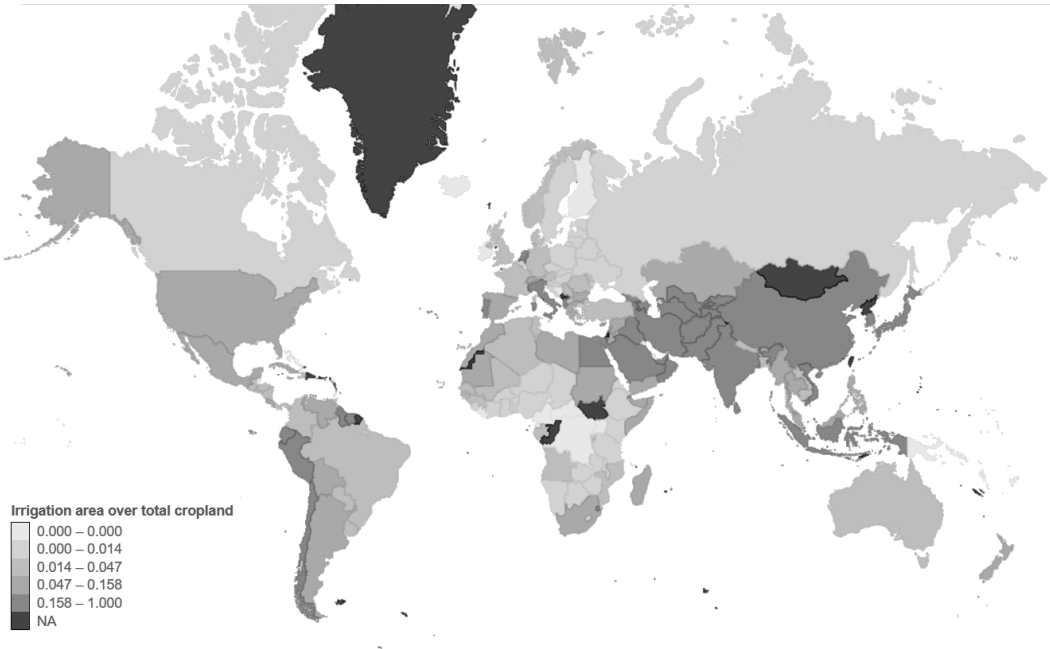 Irrigation area over total cropland
0.000 – 0.000
0.000 – 0.014
0.014 – 0.047
0.047 – 0.158
0.158 – 1.000
NA